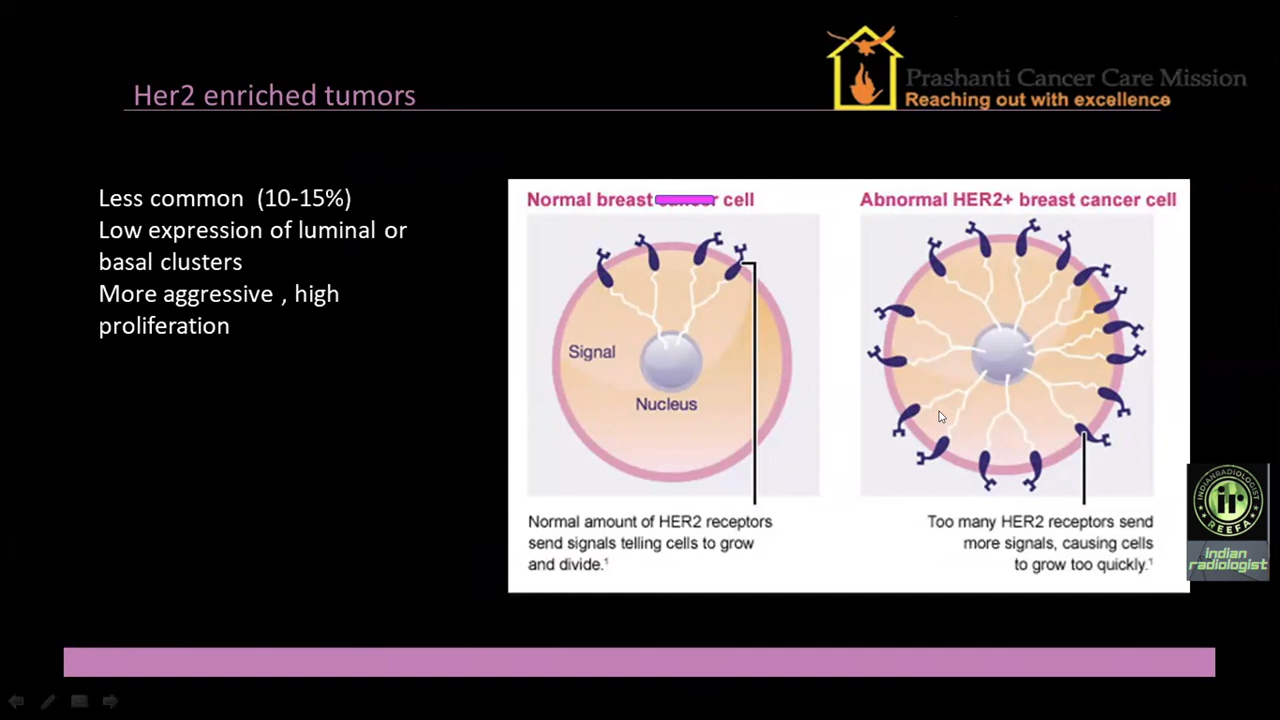 Her2 enriched tumors
Prashanti Cancer Care Mission
Reaching out with excellence
Less common (10-15%)
Low expression of luminal or
basal clusters
More aggressive , high
proliferation
Normal breast cell
Signal
Nucleus
Normal amount of HER2 receptors
send signals telling cells to grow
and divide.¹
Abnormal HER2+ breast cancer cell
Too many HER2 receptors send
more signals, causing cells
to grow too quickly.¹
INDIANRADIOLOGIST
ir
REEFA
indian
radiologist